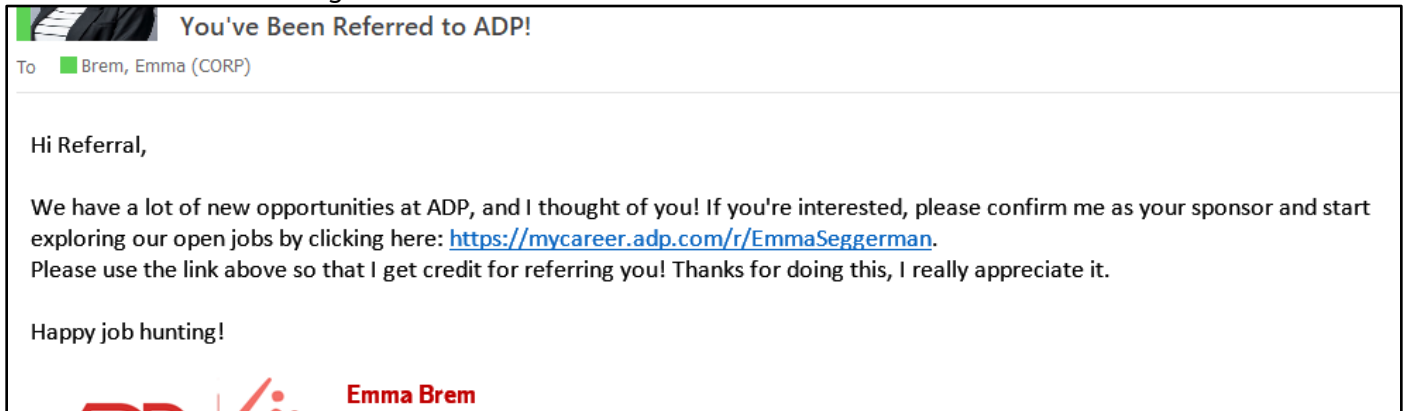 You've Been Referred to ADP!
To Brem, Emma (CORP)
Hi Referral,
We have a lot of new opportunities at ADP, and I thought of you! If you're interested, please confirm me as your sponsor and start
exploring our open jobs by clicking here: https://mycareer.adp.com/r/EmmaSeggerman.
Please use the link above so that I get credit for referring you! Thanks for doing this, I really appreciate it.
Happy job hunting!
Emma Brem